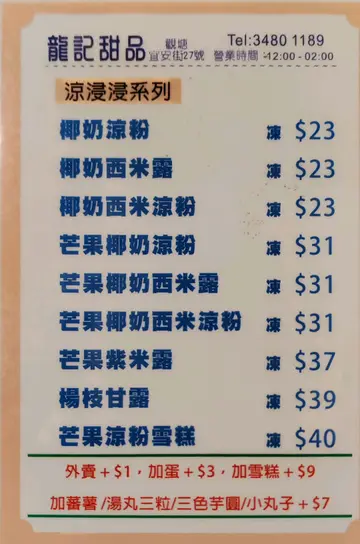 龍記甜品 觀塘 Tel:3480 1189
宜安街27號 營業時間 -12:00 - 02:00
涼浸浸系列
椰奶涼粉 凍 $23
椰奶西米露 凍 $23
椰奶西米涼粉 凍 $23
芒果椰奶涼粉 凍 $31
芒果椰奶西米露 凍 $31
芒果椰奶西米涼粉 凍 $31
芒果紫米露 凍 $37
楊枝甘露 凍 $39
芒果涼粉雪糕 凍 $40
外賣+$1，加蛋+$3，加雪糕+$9
加蕃薯/湯丸三粒/三色芋圓/小丸子+$7